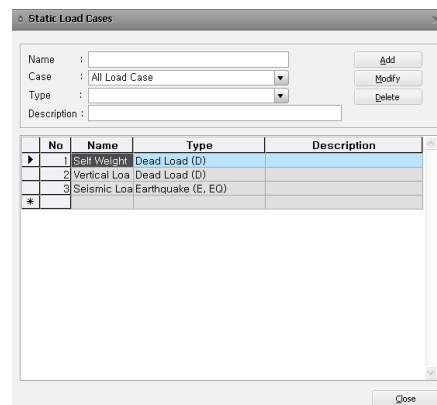 Static Load Cases
Name :
Add
Case : All Load Case
Modify
Type :
Delete
Description :
No Name Type Description
1 Self Weight Dead Load (D)
2 Vertical Loa Dead Load (D)
3 Seismic Loa Earthquake (E, EQ)
*
Close